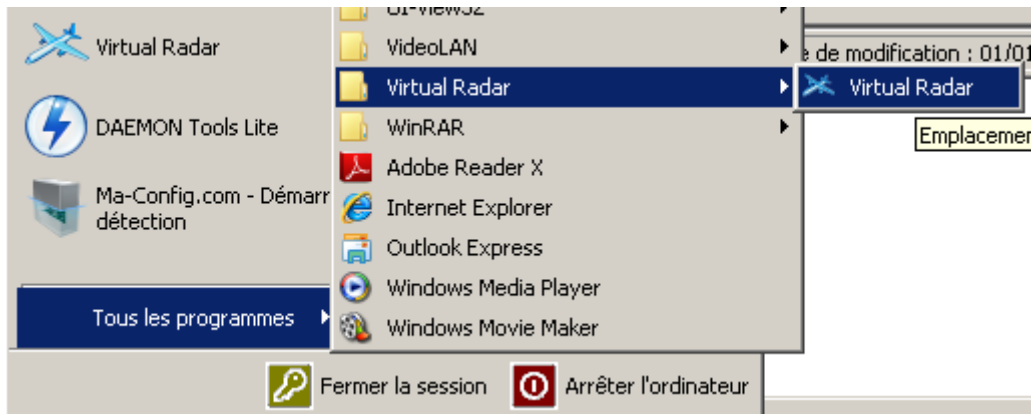 Virtual Radar
DAEMON Tools Lite
Ma-Config.com - Démarr
détection
Tous les programmes
UI-View32
VideoLAN
Virtual Radar
WinRAR
Adobe Reader X
Internet Explorer
Outlook Express
Windows Media Player
Windows Movie Maker
e de modification : 01/01
Virtual Radar
Emplacemen
Fermer la session
Arrêter l'ordinateur